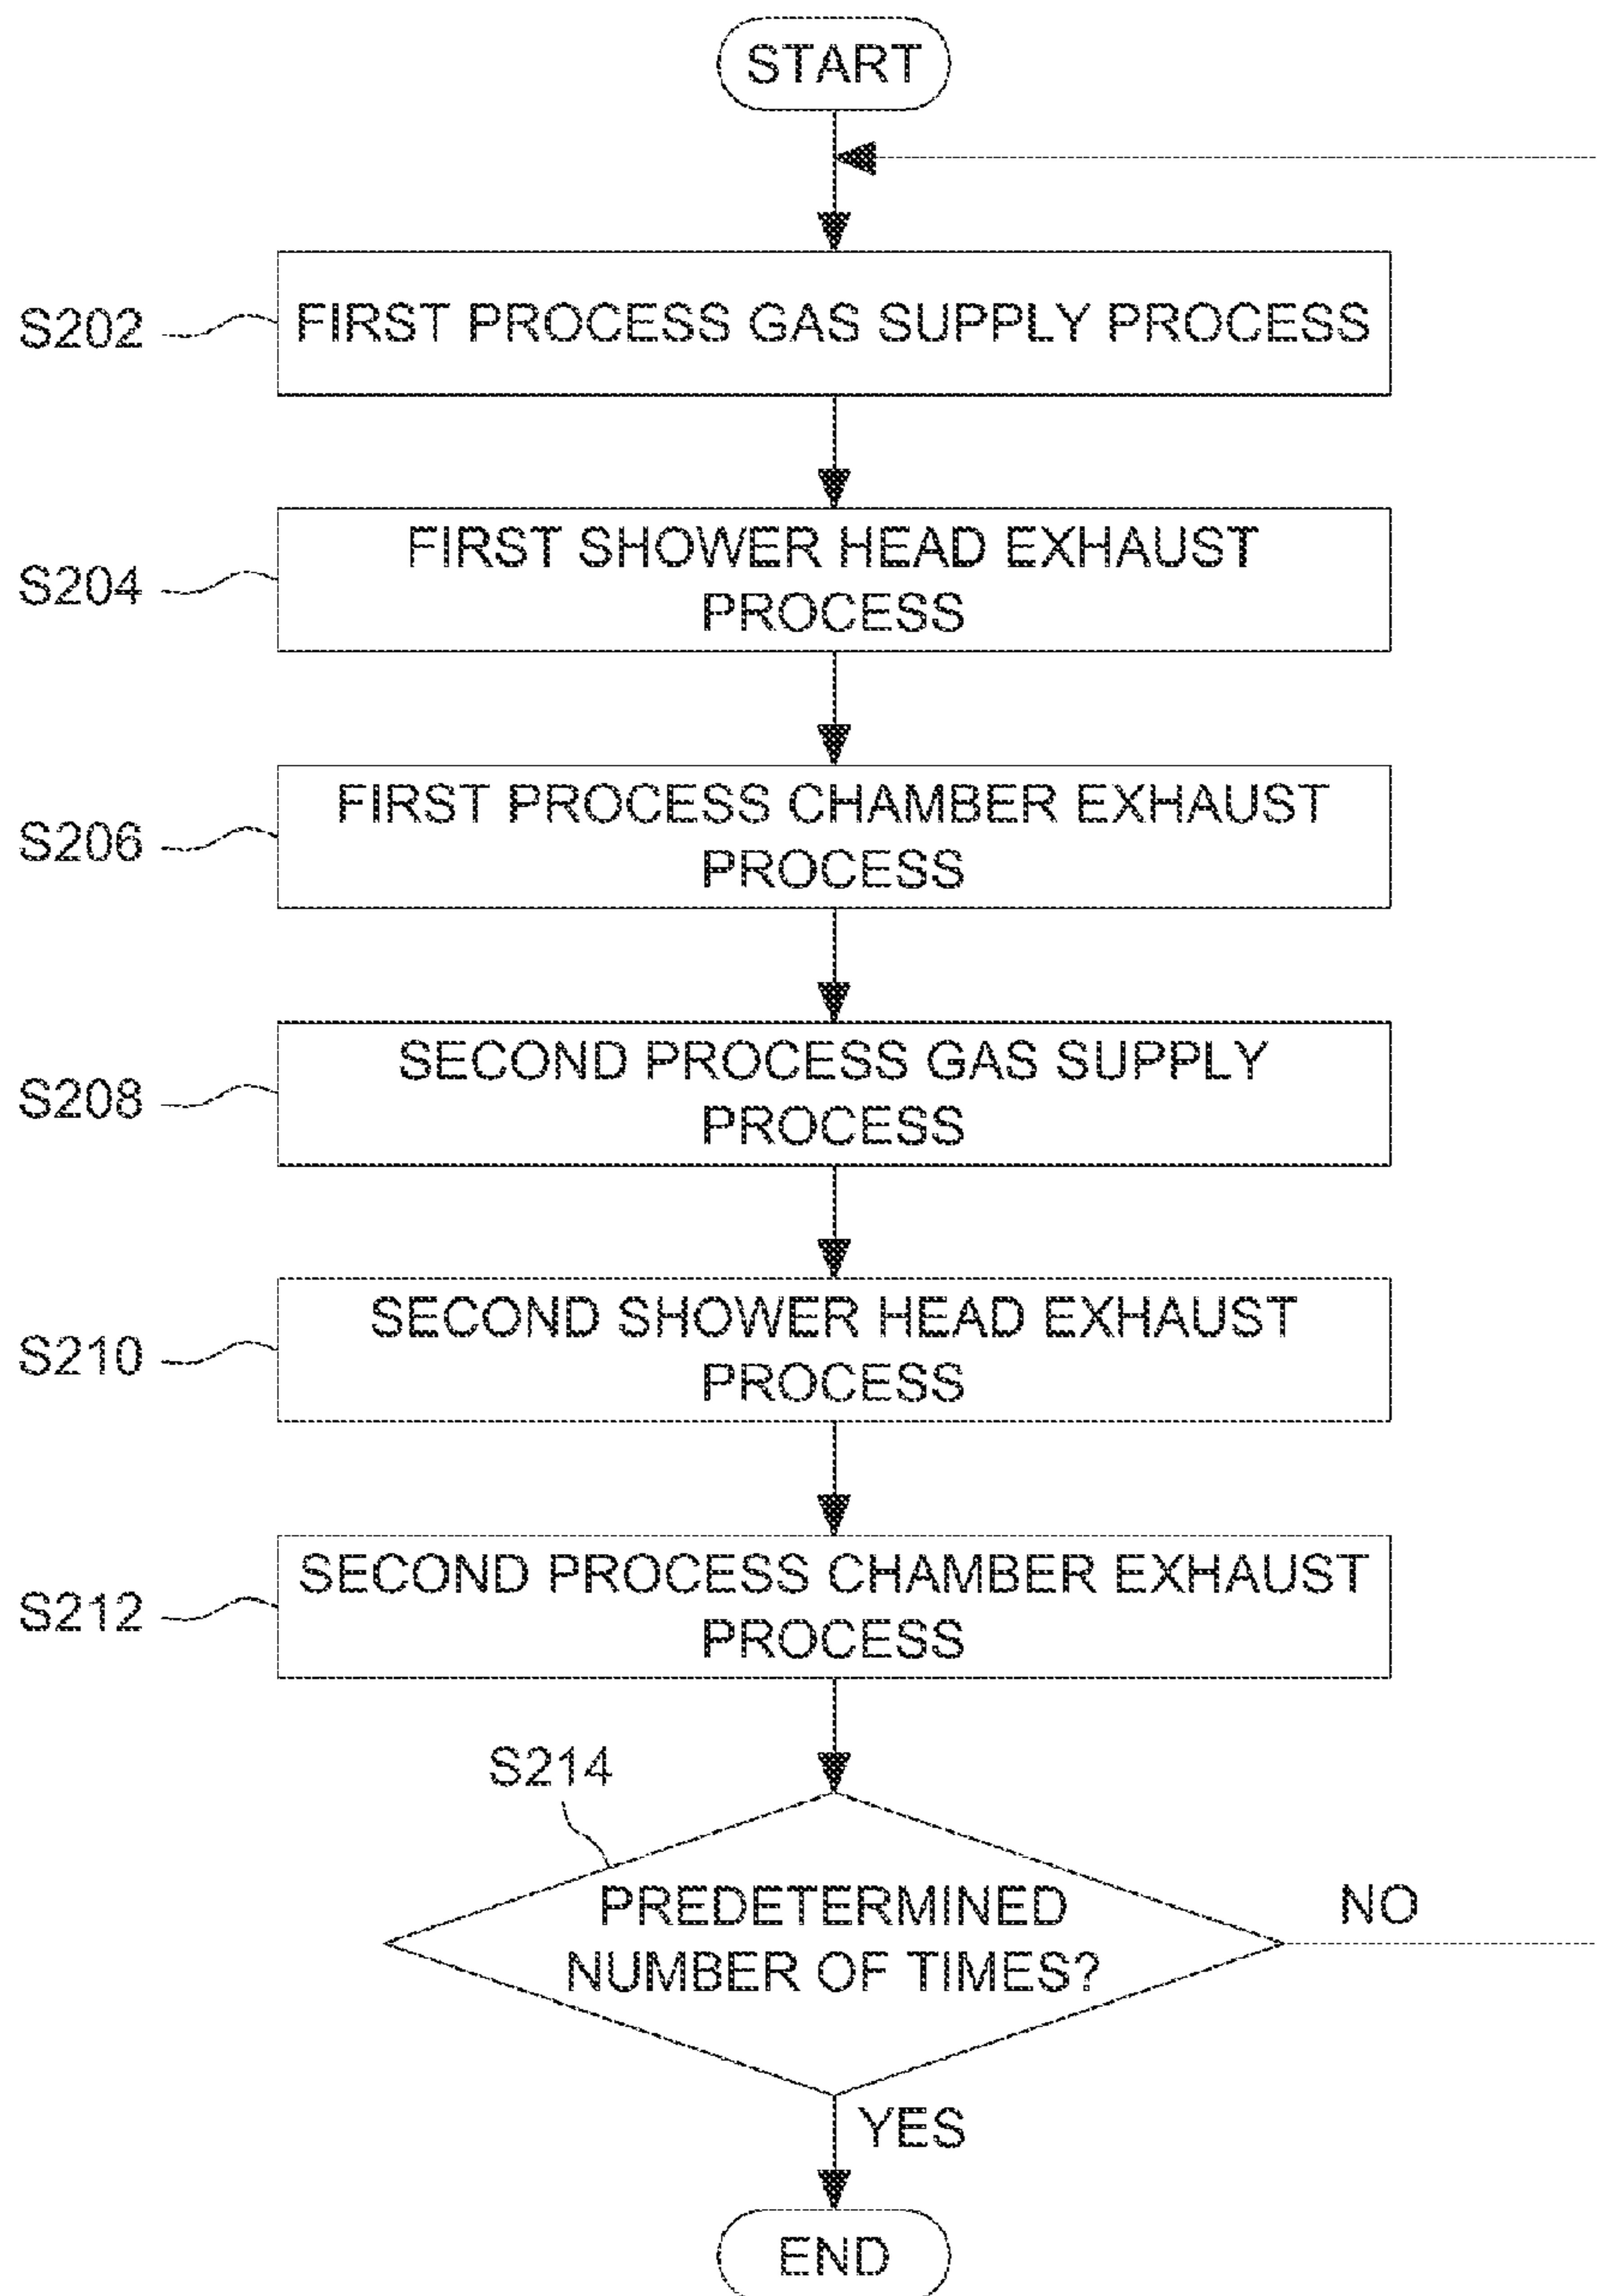 START
S202
FIRST PROCESS GAS SUPPLY PROCESS
S204
FIRST SHOWER HEAD EXHAUST
PROCESS
S206
FIRST PROCESS CHAMBER EXHAUST
PROCESS
S208
SECOND PROCESS GAS SUPPLY
PROCESS
S210
SECOND SHOWER HEAD EXHAUST
PROCESS
S212
SECOND PROCESS CHAMBER EXHAUST
PROCESS
S214
PREDETERMINED
NUMBER OF TIMES?
NO
YES
END